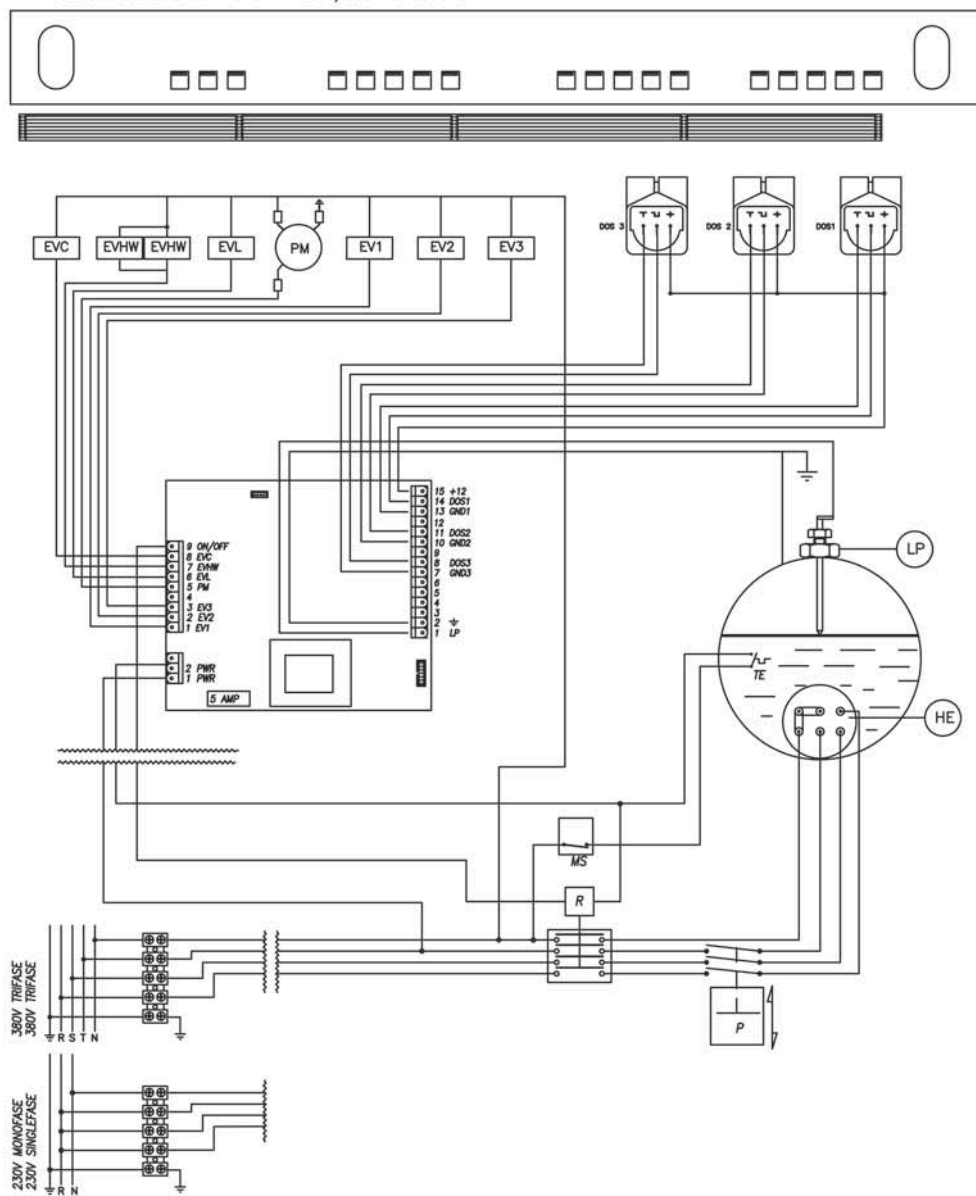 DOS 3
DOS 2
DOS1
EVC
EVHW
EVHW
EVL
PM
EV1
EV2
EV3
15 +12
14 DOS1
13 GND1
12
11 DOS2
10 GND2
9
8 DOS3
7 GND3
6
5
4
3
2
1 LP
9 ON/OFF
8 EVC
7 EVHW
6 EVL
5 PM
4
3 EV3
2 EV2
1 EV1
2 PWR
1 PWR
5 AMP
LP
TE
HE
MS
R
P
380V TRIFASE
380V TRIFASE
R S T N
230V MONOFASE
230V SINGLEFASE
R N